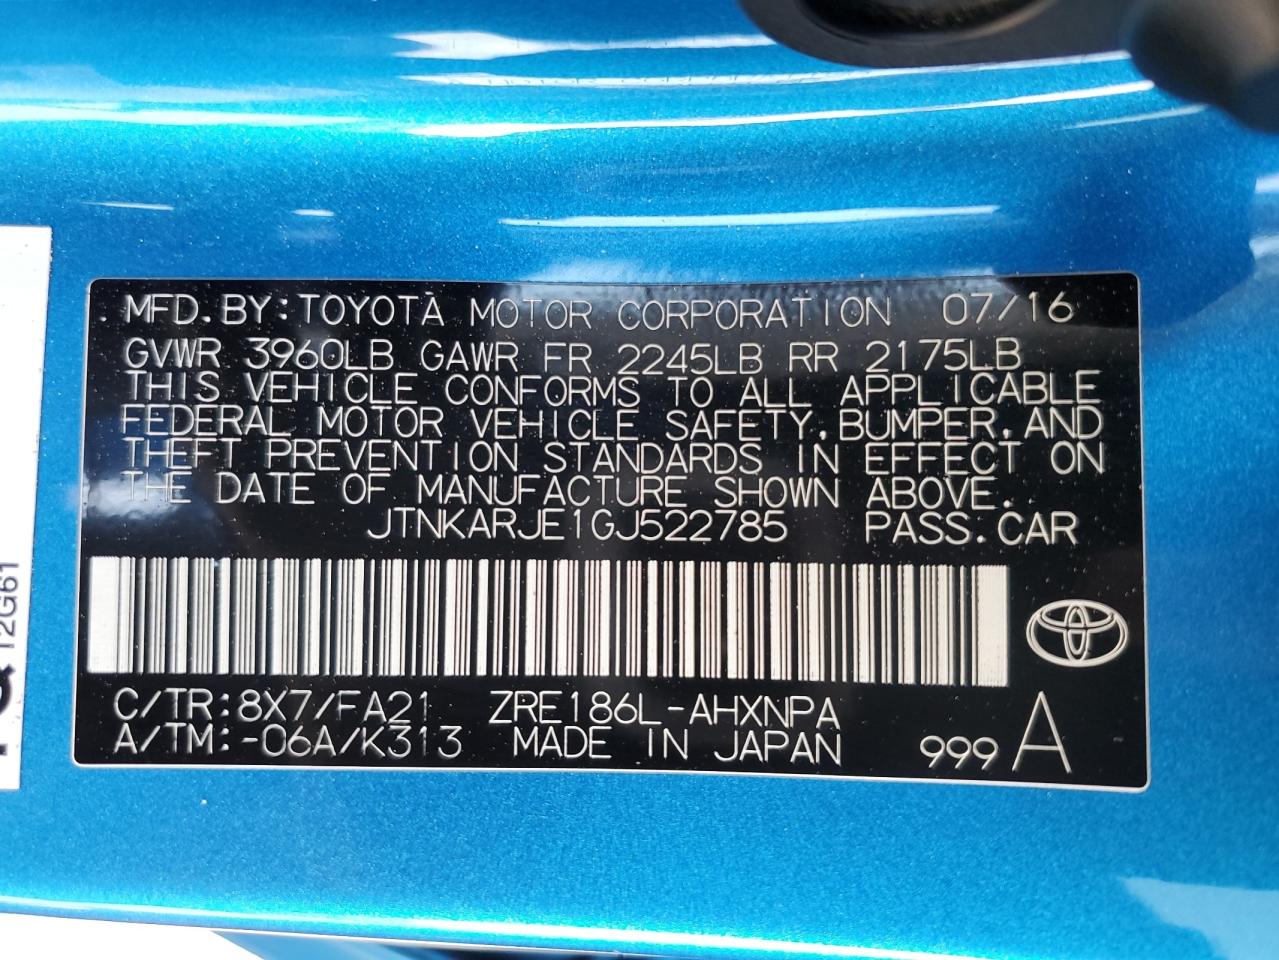 MFD.BY:TOYOTA MOTOR CORPORATION 07/16
GVWR 3960LB GAWR FR 2245LB RR 2175LB
THIS VEHICLE CONFORMS TO ALL APPLICABLE
FEDERAL MOTOR VEHICLE SAFETY,BUMPER,AND
THEFT PREVENTION STANDARDS IN EFFECT ON
THE DATE OF MANUFACTURE SHOWN ABOVE.
JTNKARJE1GJ522785 PASS.CAR
C/TR:8X7/FA21 ZRE186L-AHXNPA
A/TM:-06A/K313 MADE IN JAPAN 999 A
12G61